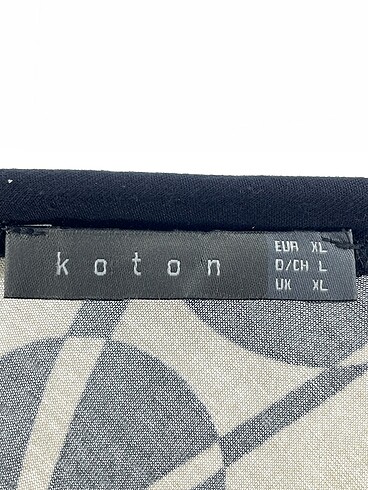 koton
EUR XL
D/CH L
UK XL